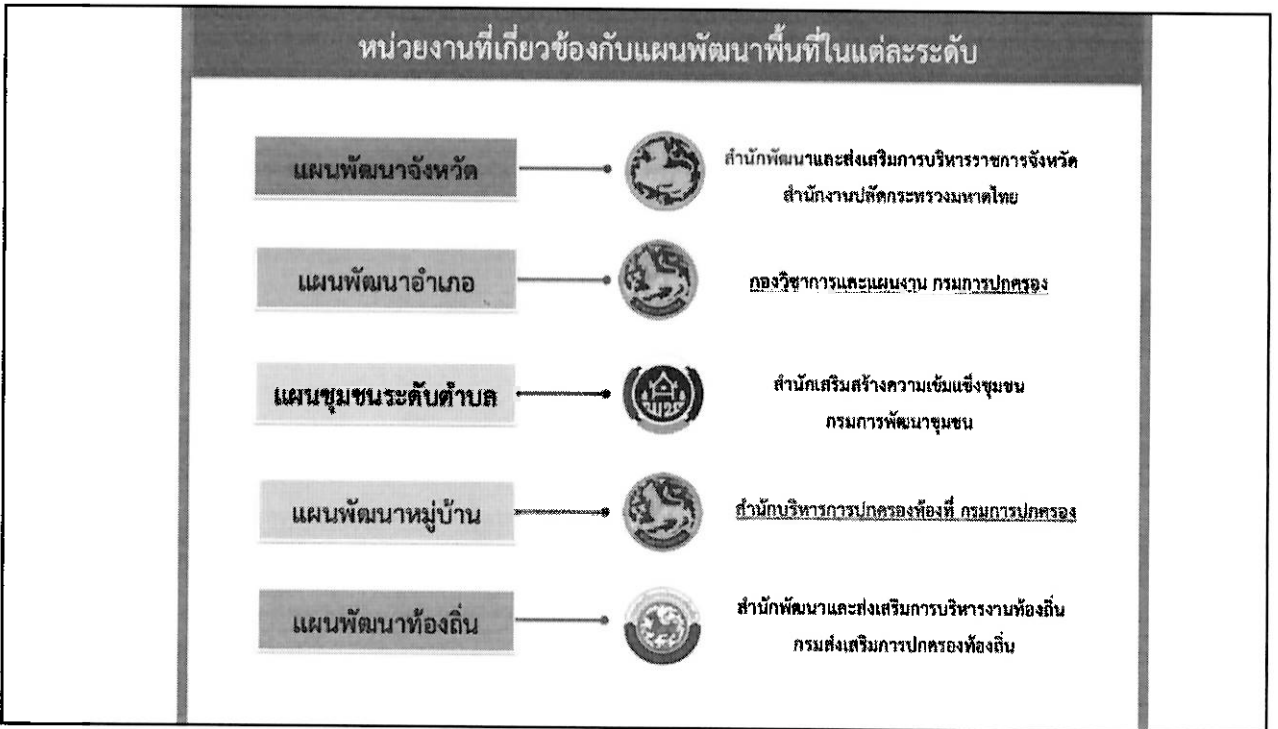 หน่วยงานที่เกี่ยวข้องกับแผนพัฒนาพื้นที่ในแต่ละระดับ
แผนพัฒนาจังหวัด
สำนักพัฒนาและส่งเสริมการบริหารราชการจังหวัด
สำนักงานปลัดกระทรวงมหาดไทย
แผนพัฒนาอำเภอ
กองวิชาการและแผนงาน กรมการปกครอง
แผนชุมชนระดับตำบล
สำนักเสริมสร้างความเข้มแข็งชุมชน
กรมการพัฒนาชุมชน
แผนพัฒนาหมู่บ้าน
สำนักบริหารการปกครองท้องที่ กรมการปกครอง
แผนพัฒนาท้องถิ่น
สำนักพัฒนาและส่งเสริมการบริหารงานท้องถิ่น
กรมส่งเสริมการปกครองท้องถิ่น